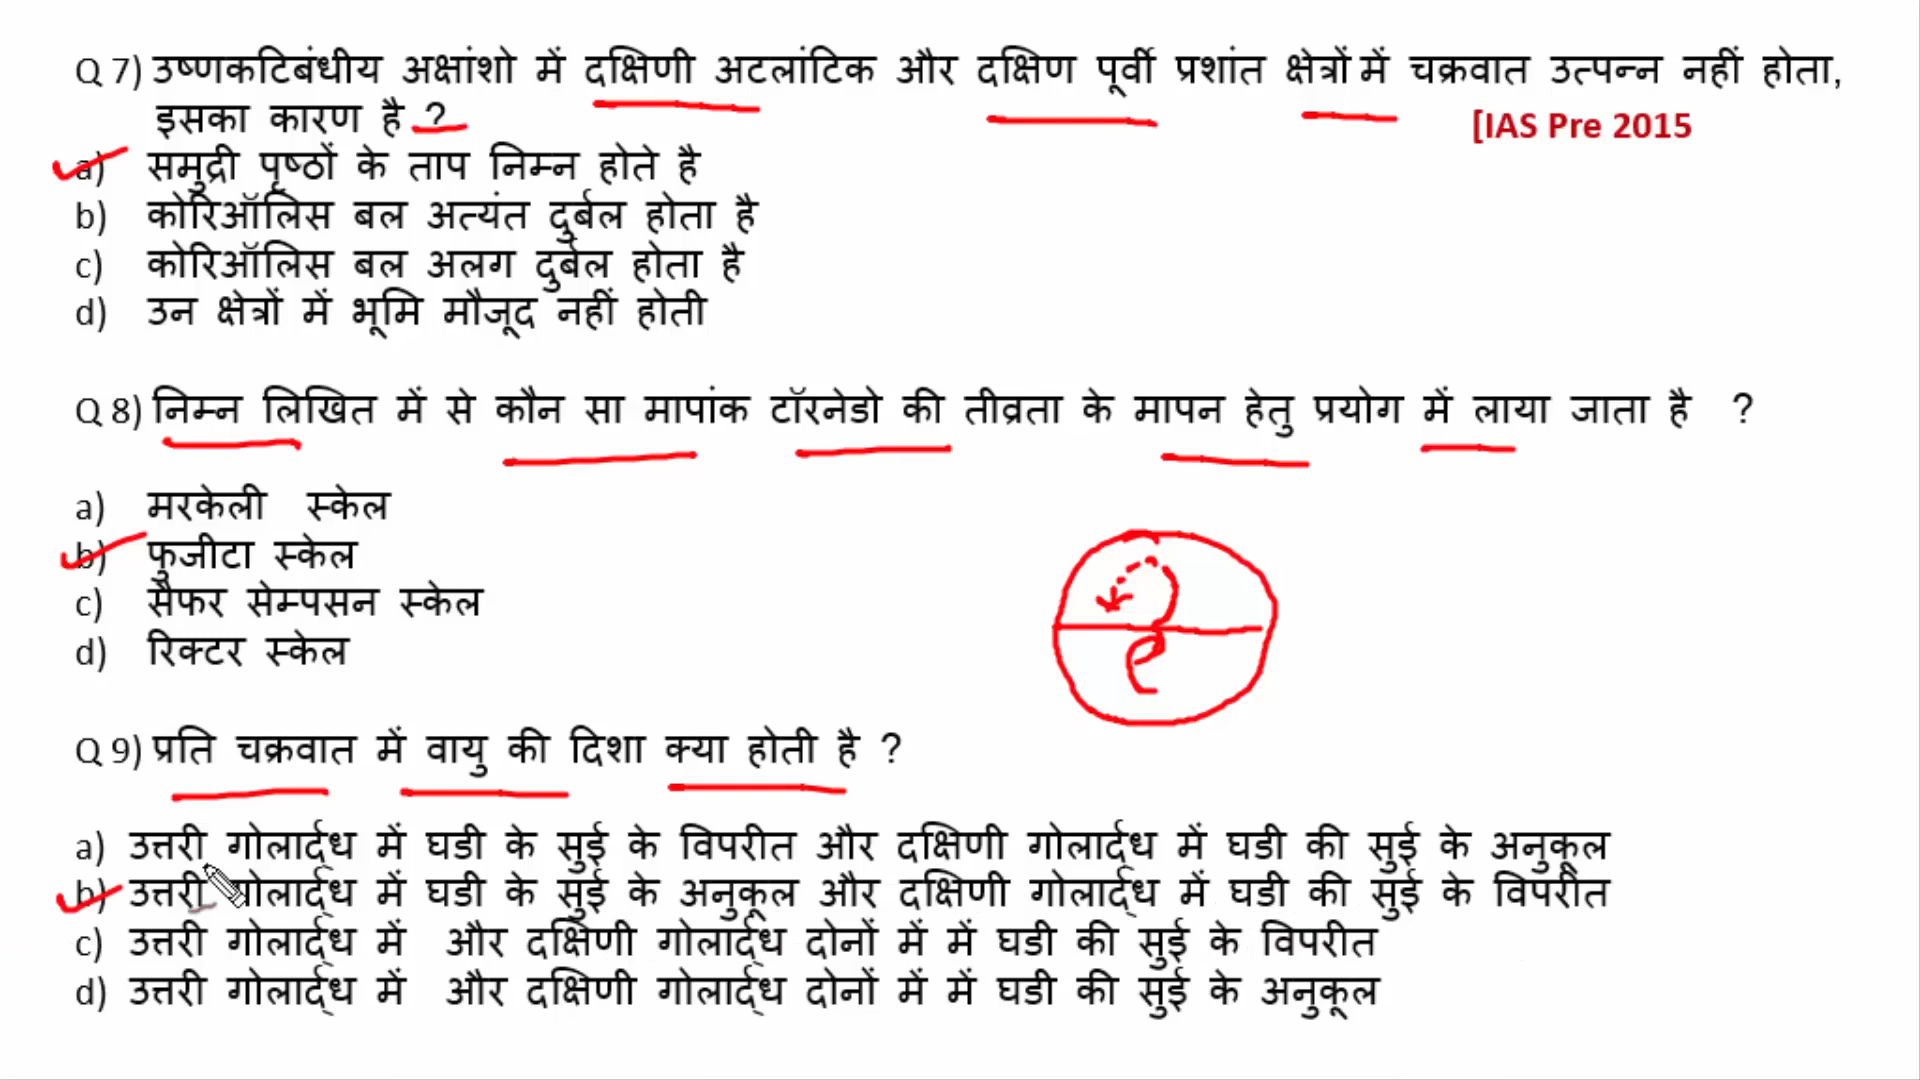 Q 7) उष्णकटिबंधीय अक्षांशो में दक्षिणी अटलांटिक और दक्षिण पूर्वी प्रशांत क्षेत्रों में चक्रवात उत्पन्न नहीं होता,
इसका कारण है ?
[IAS Pre 2015
a) समुद्री पृष्ठों के ताप निम्न होते है
b) कोरिऑलिस बल अत्यंत दुर्बल होता है
c) कोरिऑलिस बल अलग दुर्बल होता है
d) उन क्षेत्रों में भूमि मौजूद नहीं होती
Q 8) निम्न लिखित में से कौन सा मापांक टॉरनेडो की तीव्रता के मापन हेतु प्रयोग में लाया जाता है ?
a) मरकेली स्केल
b) फुजीटा स्केल
c) सैफर सेम्पसन स्केल
d) रिक्टर स्केल
Q 9) प्रति चक्रवात में वायु की दिशा क्या होती है ?
a) उत्तरी गोलार्द्ध में घडी के सुई के विपरीत और दक्षिणी गोलार्द्ध में घडी की सुई के अनुकूल
b) उत्तरी गोलार्द्ध में घडी के सुई के अनुकूल और दक्षिणी गोलार्द्ध में घडी की सुई के विपरीत
c) उत्तरी गोलार्द्ध में और दक्षिणी गोलार्द्ध दोनों में में घडी की सुई के विपरीत
d) उत्तरी गोलार्द्ध में और दक्षिणी गोलार्द्ध दोनों में में घडी की सुई के अनुकूल